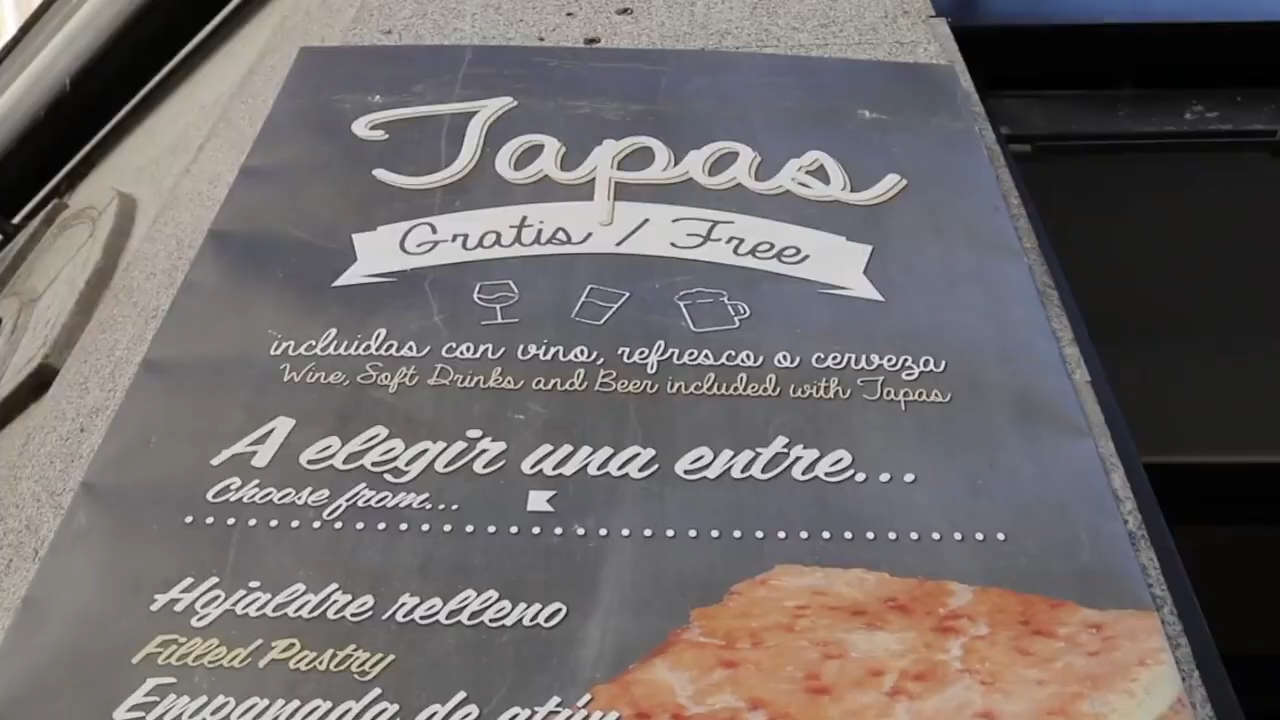 Tapas
Gratis / Free
incluidas con vino, refresco o cerveza
Wine, Soft Drinks and Beer included with Tapas
A elegir una entre...
Choose from...
Hojaldre relleno
Filled Pastry
Empanada de atún